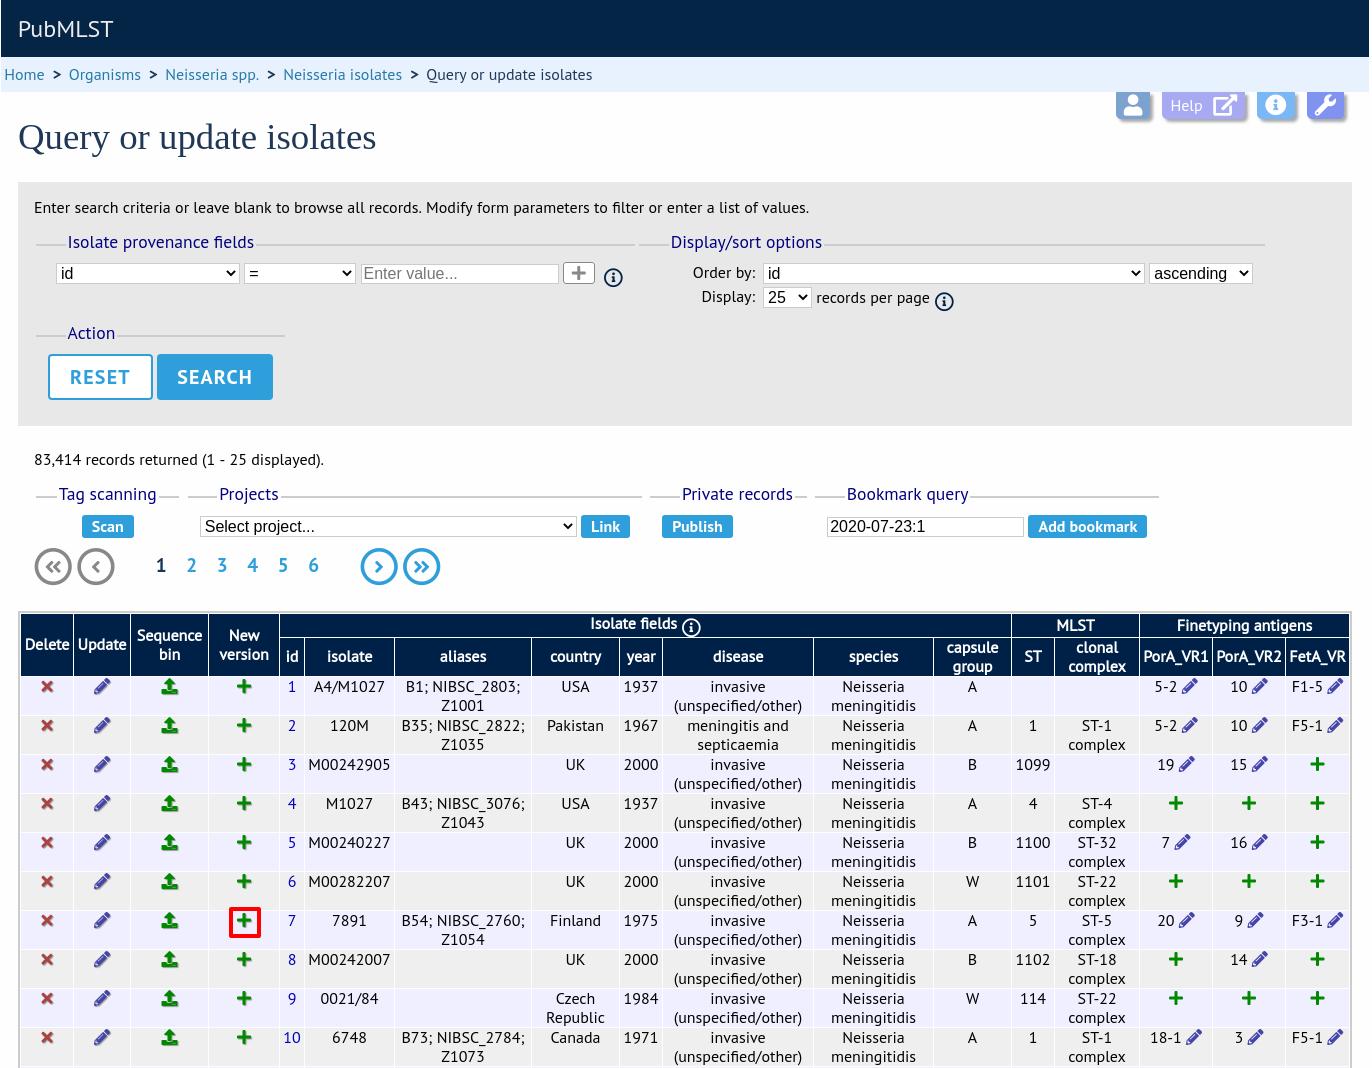 PubMLST
Home > Organisms > Neisseria spp. > Neisseria isolates > Query or update isolates
Help
Query or update isolates
Enter search criteria or leave blank to browse all records. Modify form parameters to filter or enter a list of values.
Isolate provenance fields
id = Enter value...
Display/sort options
Order by: id ascending
Display: 25 records per page
Action
RESET SEARCH
83,414 records returned (1 - 25 displayed).
Tag scanning Projects Private records Bookmark query
Scan Select project... Link Publish 2020-07-23:1 Add bookmark
1 2 3 4 5 6
Isolate fields MLST Finetyping antigens
Delete Update Sequence bin New version id isolate aliases country year disease species capsule group ST clonal complex PorA_VR1 PorA_VR2 FetA_VR
1 A4/M1027 B1; NIBSC_2803; USA 1937 invasive Neisseria A 5-2 10 F1-5
Z1001 (unspecified/other) meningitidis
2 120M B35; NIBSC_2822; Pakistan 1967 meningitis and Neisseria A 1 ST-1 5-2 10 F5-1
Z1035 septicaemia meningitidis complex
3 M00242905 UK 2000 invasive Neisseria B 1099 19 15
(unspecified/other) meningitidis
4 M1027 B43; NIBSC_3076; USA 1937 invasive Neisseria A 4 ST-4
Z1043 (unspecified/other) meningitidis complex
5 M00240227 UK 2000 invasive Neisseria B 1100 ST-32 7 16
(unspecified/other) meningitidis complex
6 M00282207 UK 2000 invasive Neisseria W 1101 ST-22
(unspecified/other) meningitidis complex
7 7891 B54; NIBSC_2760; Finland 1975 invasive Neisseria A 5 ST-5 20 9 F3-1
Z1054 (unspecified/other) meningitidis complex
8 M00242007 UK 2000 invasive Neisseria B 1102 ST-18 14
(unspecified/other) meningitidis complex
9 0021/84 Czech 1984 invasive Neisseria W 114 ST-22
Republic (unspecified/other) meningitidis complex
10 6748 B73; NIBSC_2784; Canada 1971 invasive Neisseria A 1 ST-1 18-1 3 F5-1
Z1073 (unspecified/other) meningitidis complex